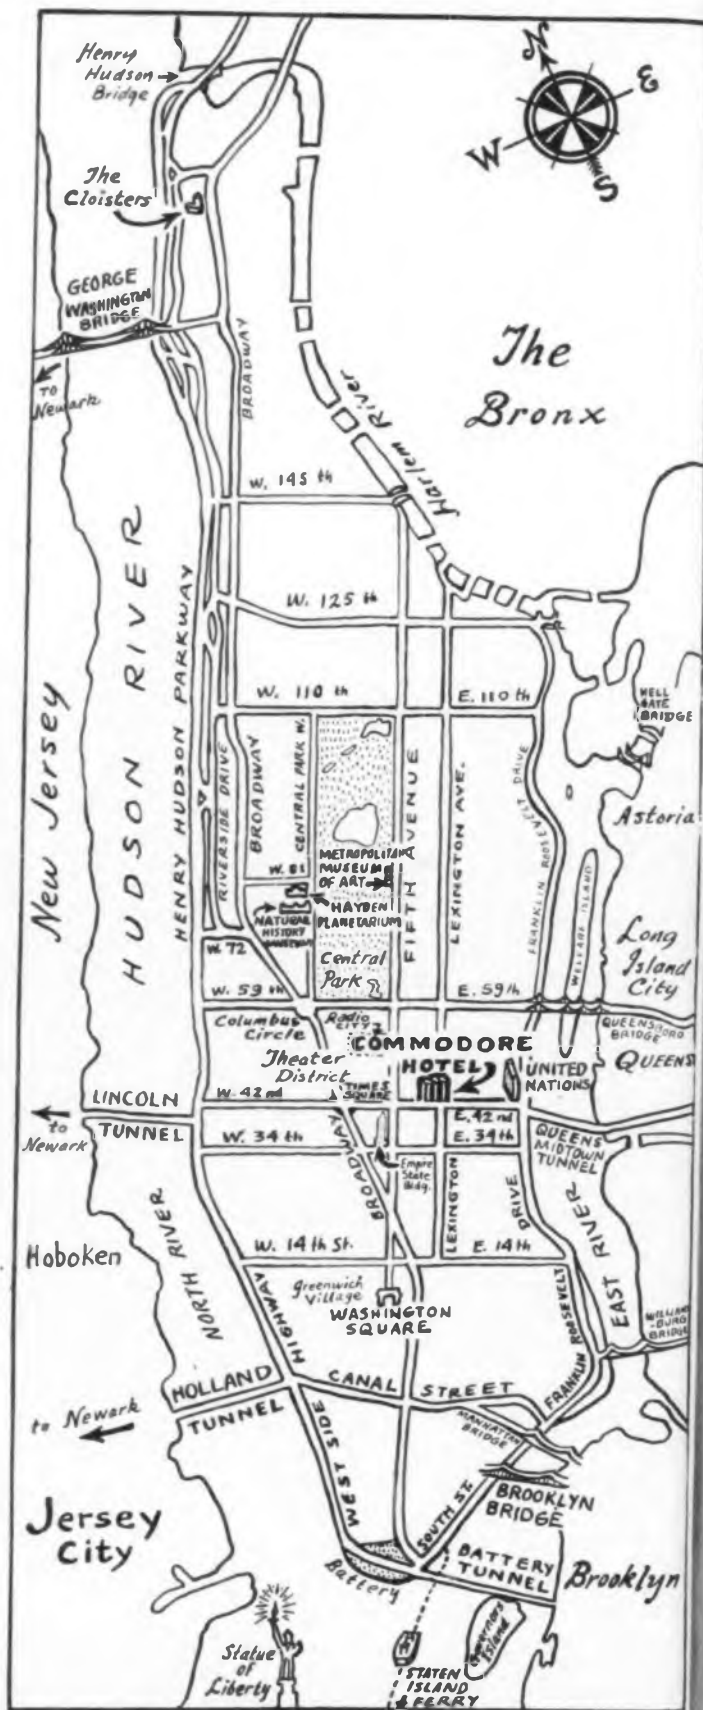 Henry
Hudson
Bridge
N
E
W
S
The
Cloisters
GEORGE
WASHINGTON
BRIDGE
to
Newark
BROADWAY
The
Bronx
Harlem River
W. 145 th
W. 125 th
W. 110 th
E. 110 th
HELL
GATE
BRIDGE
New Jersey
HUDSON RIVER
HENRY HUDSON PARKWAY
RIVERSIDE DRIVE
BROADWAY
CENTRAL PARK W.
FIFTH AVENUE
LEXINGTON AVE.
FRANKLIN ROOSEVELT DRIVE
WELFARE ISLAND
Astoria
METROPOLITAN
MUSEUM
OF ART
W. 81
HAYDEN
PLANETARIUM
NATURAL
HISTORY
W. 72
Central
Park
Long
Island
City
W. 59 th
E. 59 th
Columbus
Circle
Radio
CITY
QUEENSBORO
BRIDGE
COMMODORE
HOTEL
Theater
District
TIMES
SQUARE
UNITED
NATIONS
QUEENS
W. 42 nd
E. 42 nd
LINCOLN
TUNNEL
to
Newark
W. 34 th
E. 34 th
QUEENS
MIDTOWN
TUNNEL
BROADWAY
Empire
State
Bldg.
LEXINGTON
DRIVE
Hoboken
NORTH RIVER
W. 14 th St.
E. 14 th
EAST RIVER
Greenwich
Village
WASHINGTON
SQUARE
FRANKLIN ROOSEVELT
WILLIAMS
-BURG
BRIDGE
HOLLAND
TUNNEL
CANAL STREET
to Newark
WEST SIDE HIGHWAY
MANHATTAN
BRIDGE
BROOKLYN
BRIDGE
Jersey
City
SOUTH ST.
BATTERY
TUNNEL
Battery
Brooklyn
Governors
Island
Statue
of
Liberty
STATEN
ISLAND
FERRY